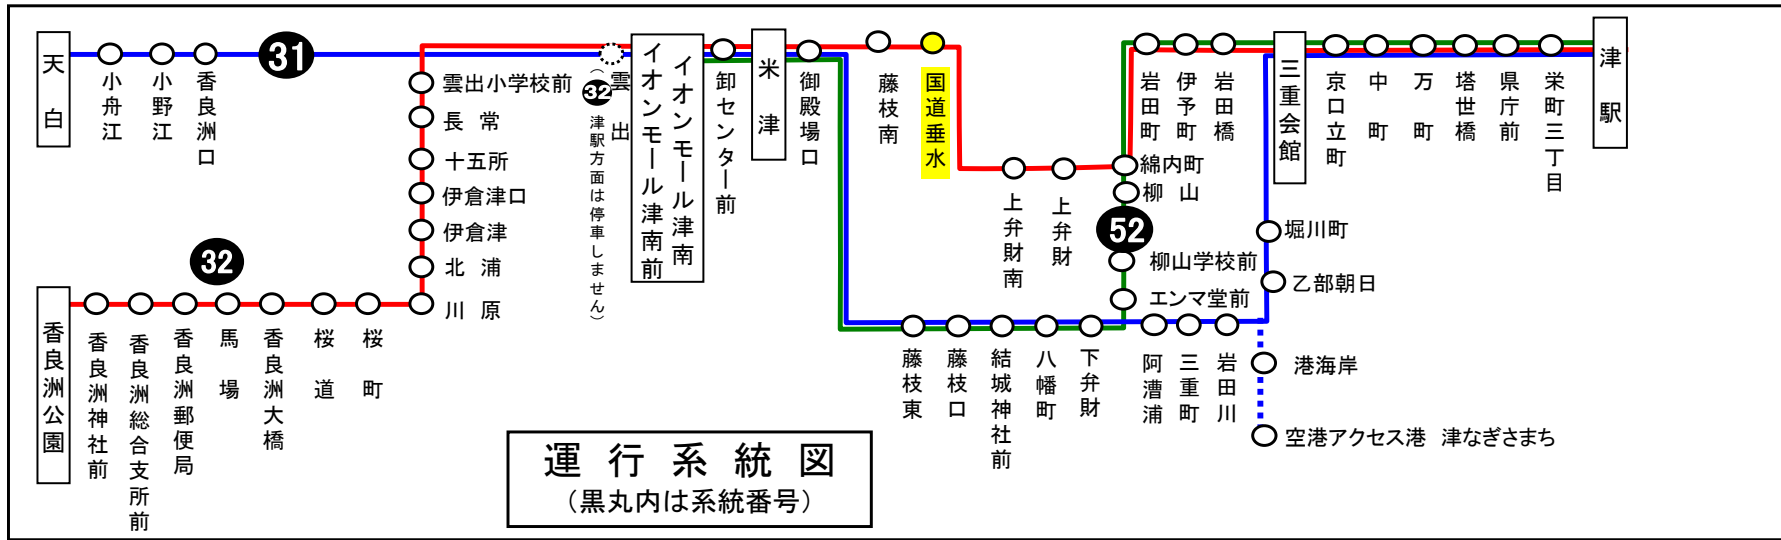 天白
小舟江
小野江
香良洲口
31
雲出小学校前
長常
十五所
伊倉津口
伊倉津
北浦
川原
32
香良洲公園
香良洲神社前
香良洲総合支所前
香良洲郵便局
馬場
香良洲大橋
桜道
桜町
雲出
（32津駅方面は停車しません）
イオンモール津南
イオンモール津南前
卸センター前
米津
御殿場口
藤枝南
国道垂水
上弁財南
上弁財
綿内町
柳山
52
柳山学校前
エンマ堂前
岩田町
伊予町
岩田橋
三重会館
京口立町
中町
万町
塔世橋
県庁前
栄町三丁目
津駅
堀川町
乙部朝日
港海岸
空港アクセス港 津なぎさまち
藤枝東
藤枝口
結城神社前
八幡町
下弁財
阿漕浦
三重町
岩田川
運行系統図
（黒丸内は系統番号）